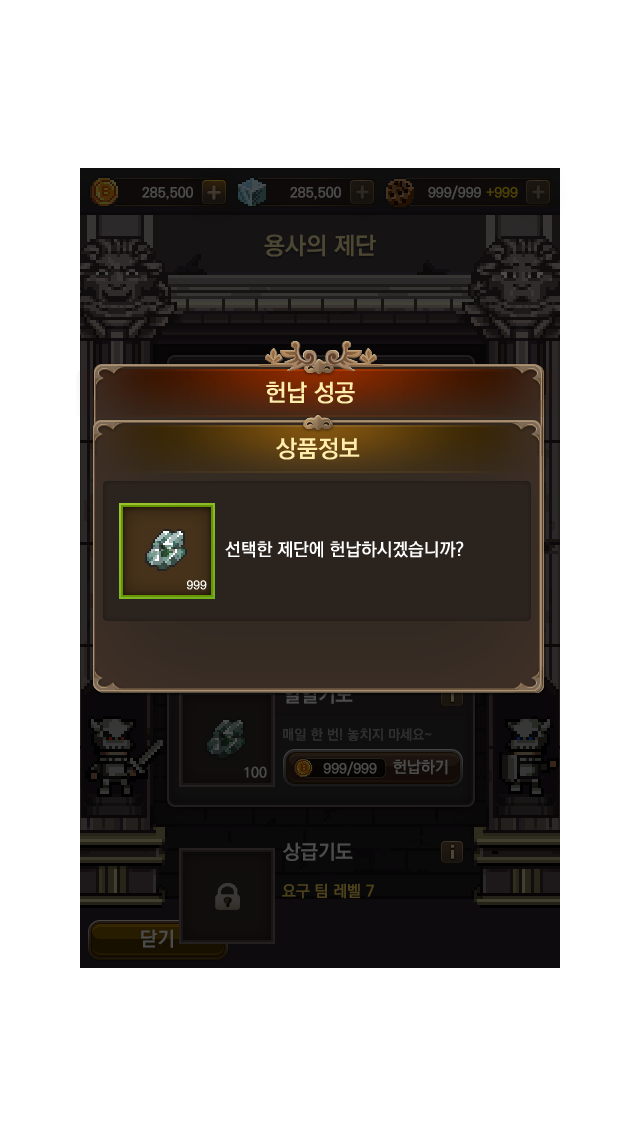 285,500
285,500
999/999 +999
용사의 제단
헌납 성공
상품정보
선택한 제단에 헌납하시겠습니까?
999
매일 한 번! 놓치지 마세요~
100
999/999 헌납하기
상급기도
요구 팀 레벨 7
닫기